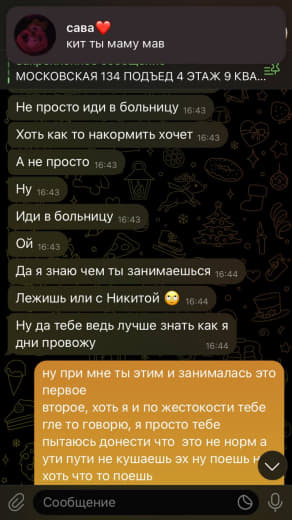 сава❤️
кит ты маму мав
МОСКОВСКАЯ 134 ПОДЪЕД 4 ЭТАЖ 9 КВА...
Не просто иди в больницу 16:43
Хоть как то накормить хочет 16:43
А не просто 16:43
Ну 16:43
Иди в больницу 16:43
Ой 16:43
Да я знаю чем ты занимаешься 16:44
Лежишь или с Никитой 🙄 16:44
Ну да тебе ведь лучше знать как я
дни провожу 16:44
ну при мне ты этим и занималась это
первое
второе, хоть я и по жестокости тебе
гле то говорю, я просто тебе
пытаюсь донести что это не норм а
ути пути не кушаешь эх ну поешь н
хоть что то поешь
Сообщение